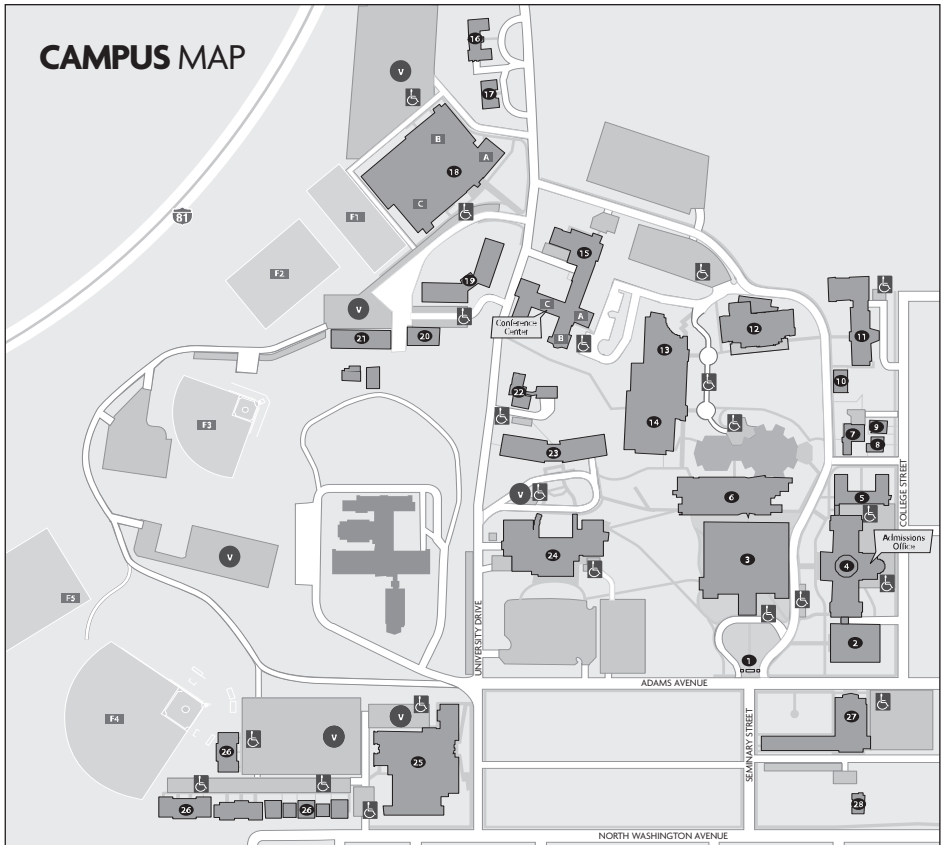 CAMPUS MAP
16
V
17
B
A
18
C
F1
81
F2
15
19
C
A
B
Conference
Center
V
21
20
12
13
11
10
22
F3
14
7
9
8
23
V
6
5
COLLEGE STREET
Admissions
Office
24
3
4
V
F5
UNIVERSITY DRIVE
2
1
ADAMS AVENUE
F4
V
V
26
25
SEMINARY STREET
27
26
26
28
NORTH WASHINGTON AVENUE